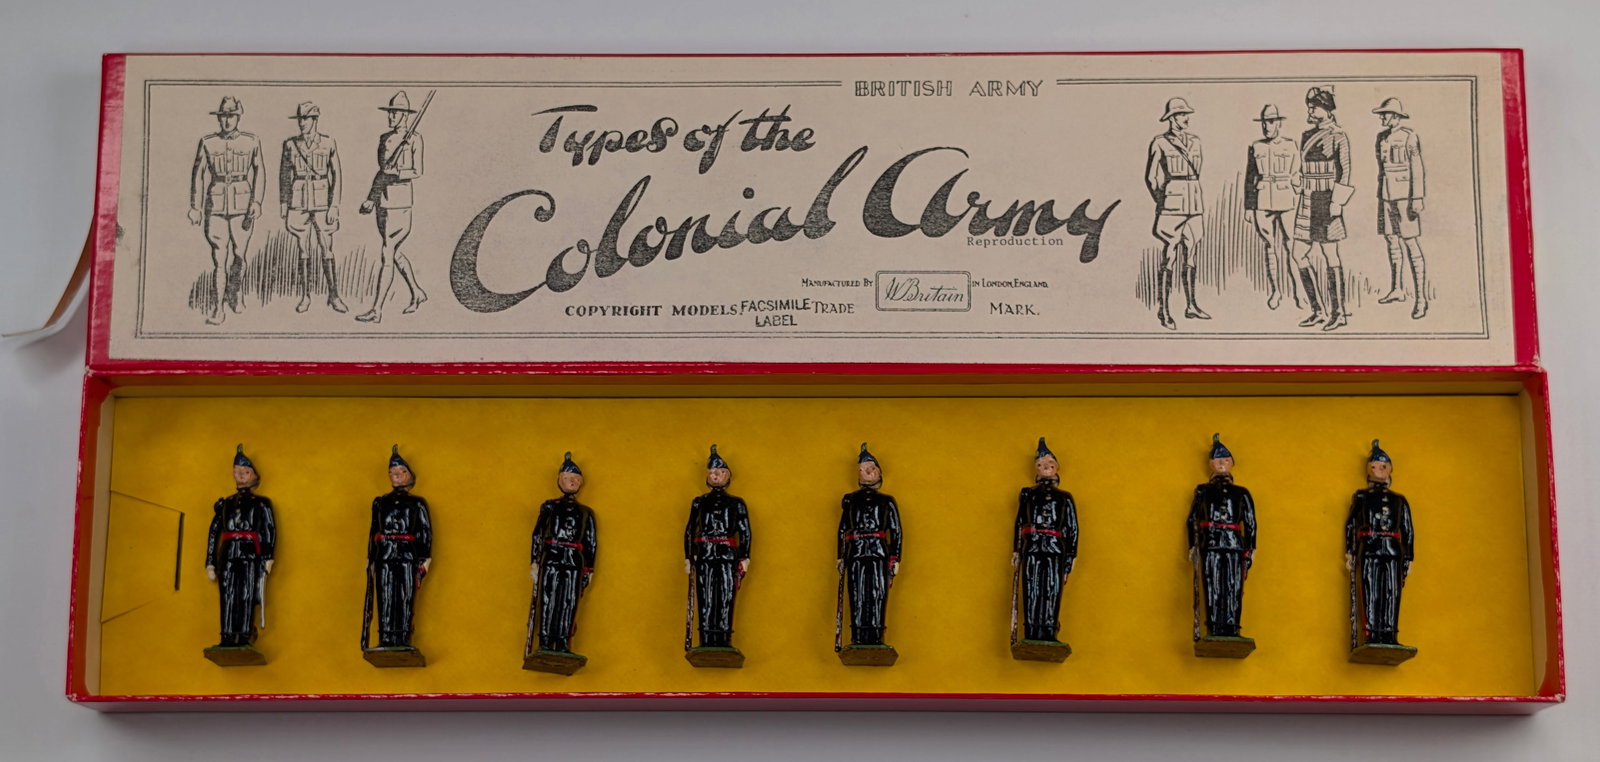 BRITISH ARMY
Types of the
Colonial Army
Reproduction
MANUFACTURED BY WBritain IN LONDON, ENGLAND.
COPYRIGHT MODELS. FACSIMILE LABEL TRADE MARK.